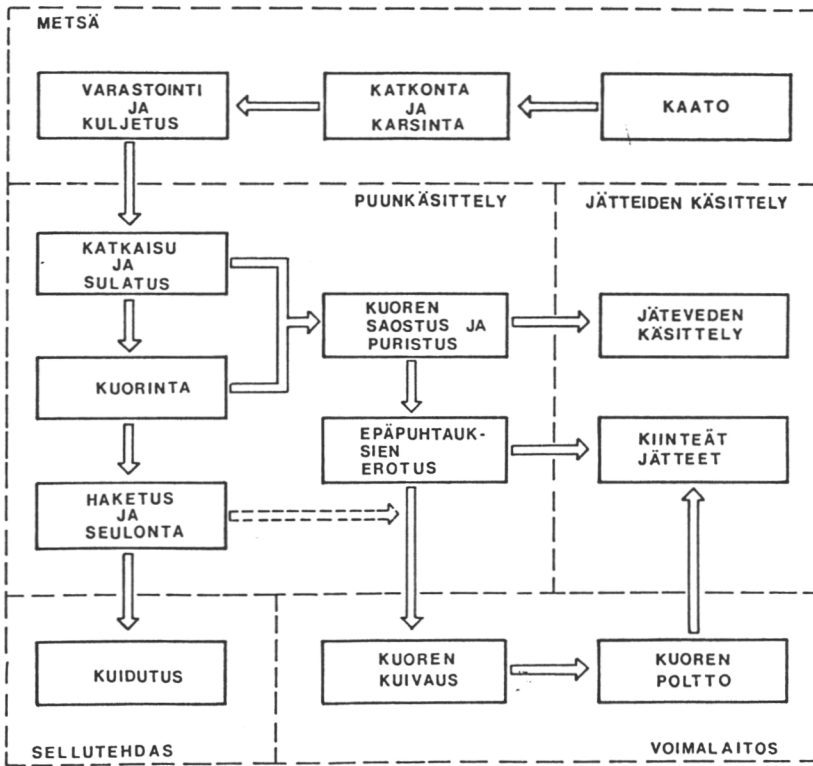 METSÄ
VARASTOINTI
JA
KULJETUS
KATKONTA
JA
KARSINTA
KAATO
PUUNKÄSITTELY
JÄTTEIDEN KÄSITTELY
KATKAISU
JA
SULATUS
KUOREN
SAOSTUS JA
PURISTUS
JÄTEVEDEN
KÄSITTELY
KUORINTA
EPÄPUHTAUK-
SIEN
EROTUS
KIINTEÄT
JÄTTEET
HAKETUS
JA
SEULONTA
KUIDUTUS
KUOREN
KUIVAUS
KUOREN
POLTTO
SELLUTEHDAS
VOIMALAITOS